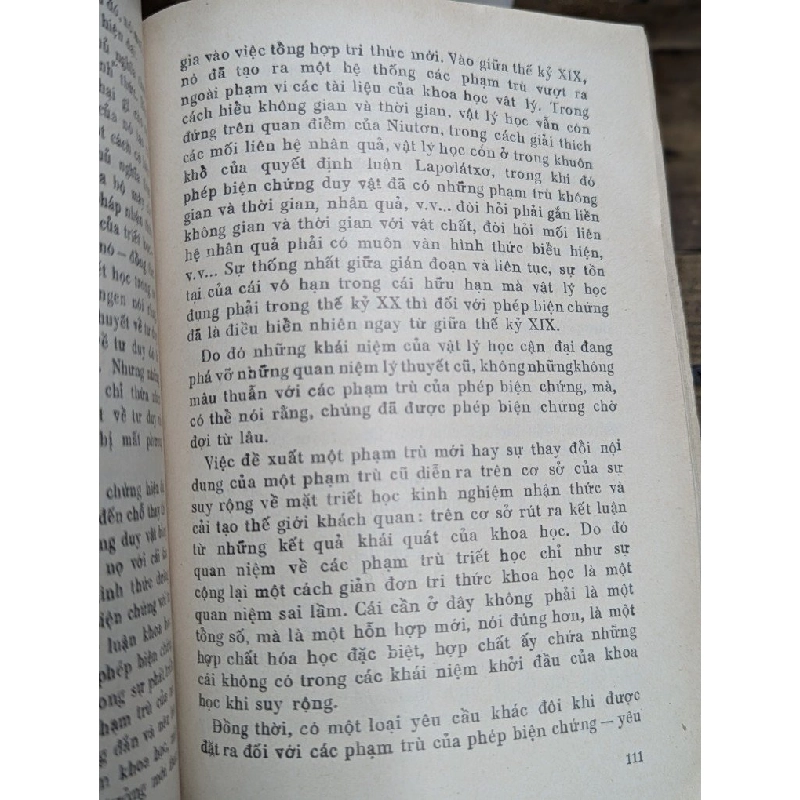 gia vào việc tổng hợp tri thức mới. Vào giữa thế kỷ XIX,
nó đã tạo ra một hệ thống các phạm trù vượt ra
ngoài phạm vi các tài liệu của khoa học vật lý. Trong
cách hiểu không gian và thời gian, vật lý học vẫn còn
đứng trên quan điểm của Niutơn, trong cách giải thích
các mối liên hệ nhân quả, vật lý học còn ở trong khuôn
khổ của quyết định luận Lapolátxơ, trong khi đó
phép biện chứng duy vật đã có những phạm trù không
gian và thời gian, nhân quả, v.v... đòi hỏi phải gắn liền
không gian và thời gian với vật chất, đòi hỏi mối liên
hệ nhân quả phải có muôn vàn hình thức biểu hiện,
v.v... Sự thống nhất giữa gián đoạn và liên tục, sự tồn
tại của cái vô hạn trong cái hữu hạn mà vật lý học
dụng phải trong thế kỷ XX thì đối với phép biện chứng
đã là điều hiển nhiên ngay từ giữa thế kỷ XIX.
Do đó những khái niệm của vật lý học cận đại đang
phá vỡ những quan niệm lý thuyết cũ, không nhữngkhông
mâu thuẫn với các phạm trù của phép biện chứng, mà,
có thể nói rằng, chúng đã được phép biện chứng chờ
đợi từ lâu.
Việc đề xuất một phạm trù mới hay sự thay đổi nội
dung của một phạm trù cũ diễn ra trên cơ sở của sự
suy rộng về mặt triết học kinh nghiệm nhận thức và
cải tạo thế giới khách quan: trên cơ sở rút ra kết luận
từ những kết quả khái quát của khoa học. Do đó
quan niệm về các phạm trù triết học chỉ như sự
cộng lại một cách giản đơn tri thức khoa học là một
quan niệm sai lầm. Cái cần ở đây không phải là một
tổng số, mà là một hỗn hợp mới, nói đúng hơn, là một
hợp chất hóa học đặc biệt, hợp chất ấy chứa những
cái không có trong các khái niệm khởi đầu của khoa
học khi suy rộng.
Đồng thời, có một loại yêu cầu khác đôi khi được
đặt ra đối với các phạm trù của phép biện chứng — yêu
111